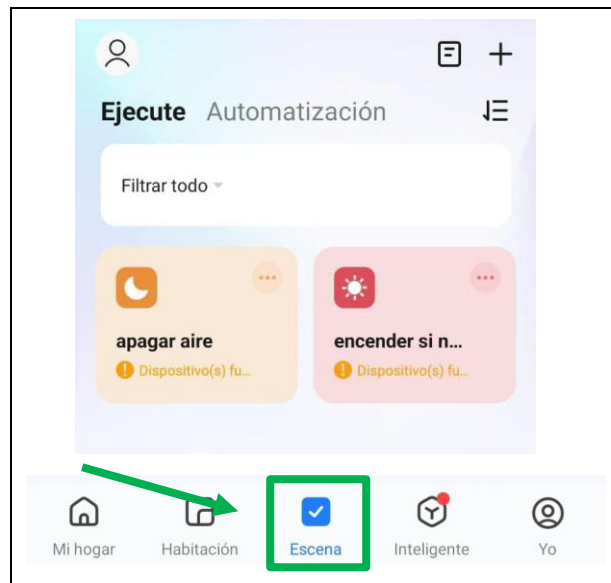 Ejecute Automatización
Filtrar todo
apagar aire
encender si n...
Dispositivo(s) fu...
Dispositivo(s) fu...
Mi hogar Habitación Escena Inteligente Yo